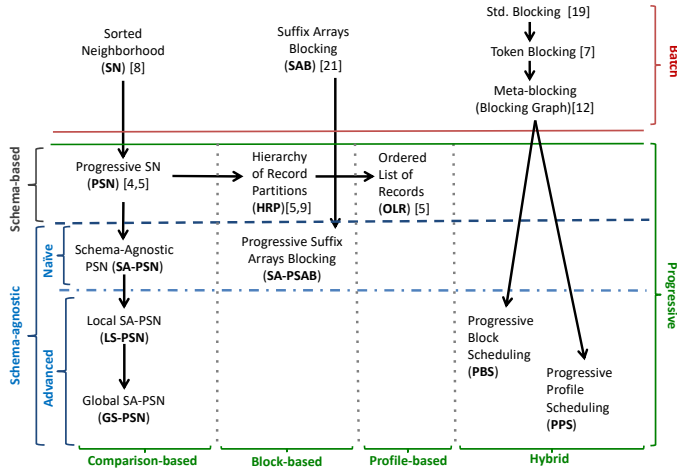 Std. Blocking [19]
Sorted
Neighborhood
(SN) [8]
Suffix Arrays
Blocking
(SAB) [21]
Token Blocking [7]
Meta-blocking
(Blocking Graph)[12]
Batch
Schema-based
Progressive SN
(PSN) [4,5]
Hierarchy
of Record
Partitions
(HRP)[5,9]
Ordered
List of
Records
(OLR) [5]
Schema-agnostic
Naïve
Schema-Agnostic
PSN (SA-PSN)
Progressive Suffix
Arrays Blocking
(SA-PSAB)
Progressive
Advanced
Local SA-PSN
(LS-PSN)
Global SA-PSN
(GS-PSN)
Progressive
Block
Scheduling
(PBS)
Progressive
Profile
Scheduling
(PPS)
Comparison-based
Block-based
Profile-based
Hybrid